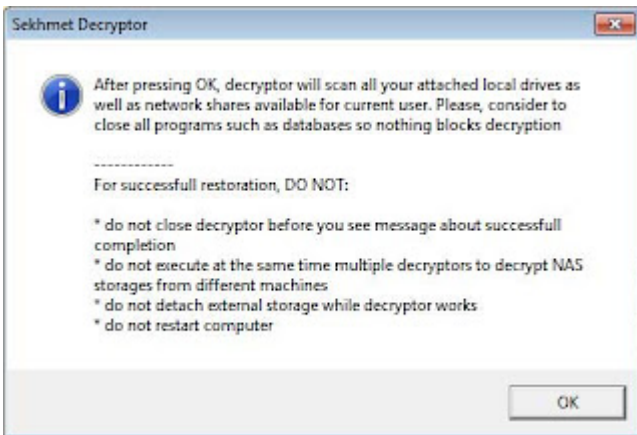 Sekhmet Decryptor
After pressing OK, decryptor will scan all your attached local drives as
well as network shares available for current user. Please, consider to
close all programs such as databases so nothing blocks decryption
------------
For successfull restoration, DO NOT:
* do not close decryptor before you see message about successfull
completion
* do not execute at the same time multiple decryptors to decrypt NAS
storages from different machines
* do not detach external storage while decryptor works
* do not restart computer
OK